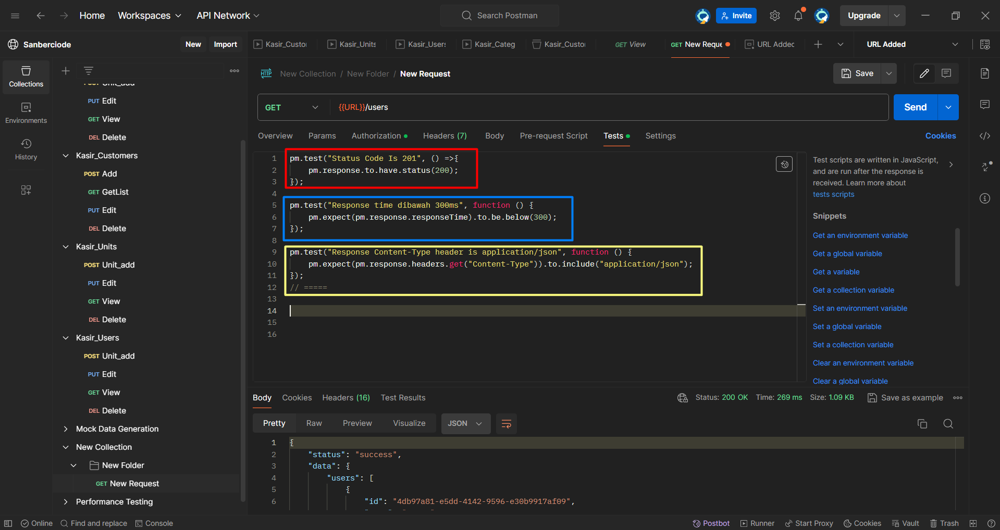 Home Workspaces API Network Search Postman Invite Upgrade
Sanberciode New Import
Kasir_Custo Kasir_Units Kasir_Users Kasir_Categ Kasir_Custo GET View GET New Reque URL Addec URL Added
Collections
Environments
History
Unit_add
PUT Edit
GET View
DEL Delete
Kasir_Customers
POST Add
GET GetList
PUT Edit
DEL Delete
Kasir_Units
POST Unit_add
PUT Edit
GET View
DEL Delete
Kasir_Users
POST Unit_add
PUT Edit
GET View
DEL Delete
Mock Data Generation
New Collection
New Folder
GET New Request
Performance Testing
HTTP New Collection / New Folder / New Request Save
GET {{URL}}/users Send
Overview Params Authorization Headers (7) Body Pre-request Script Tests Settings Cookies
1 pm.test("Status Code Is 201", () =>{
2 pm.response.to.have.status(200);
3 });
4
5 pm.test("Response time dibawah 300ms", function () {
6 pm.expect(pm.response.responseTime).to.be.below(300);
7 });
8
9 pm.test("Response Content-Type header is application/json", function () {
10 pm.expect(pm.response.headers.get("Content-Type")).to.include("application/json");
11 });
12 // =====
13
14
15
16
Test scripts are written in JavaScript,
and are run after the response is
received. Learn more about
tests scripts
Snippets
Get an environment variable
Get a global variable
Get a variable
Get a collection variable
Set an environment variable
Set a global variable
Set a collection variable
Clear an environment variable
Clear a global variable
Body Cookies Headers (16) Test Results Status: 200 OK Time: 269 ms Size: 1.09 KB Save as example
Pretty Raw Preview Visualize JSON
1 {
2 "status": "success",
3 "data": {
4 "users": [
5 {
6 "id": "4db97a81-e5dd-4142-9596-e30b9917af09",
Online Find and replace Console Postbot Runner Start Proxy Cookies Vault Trash